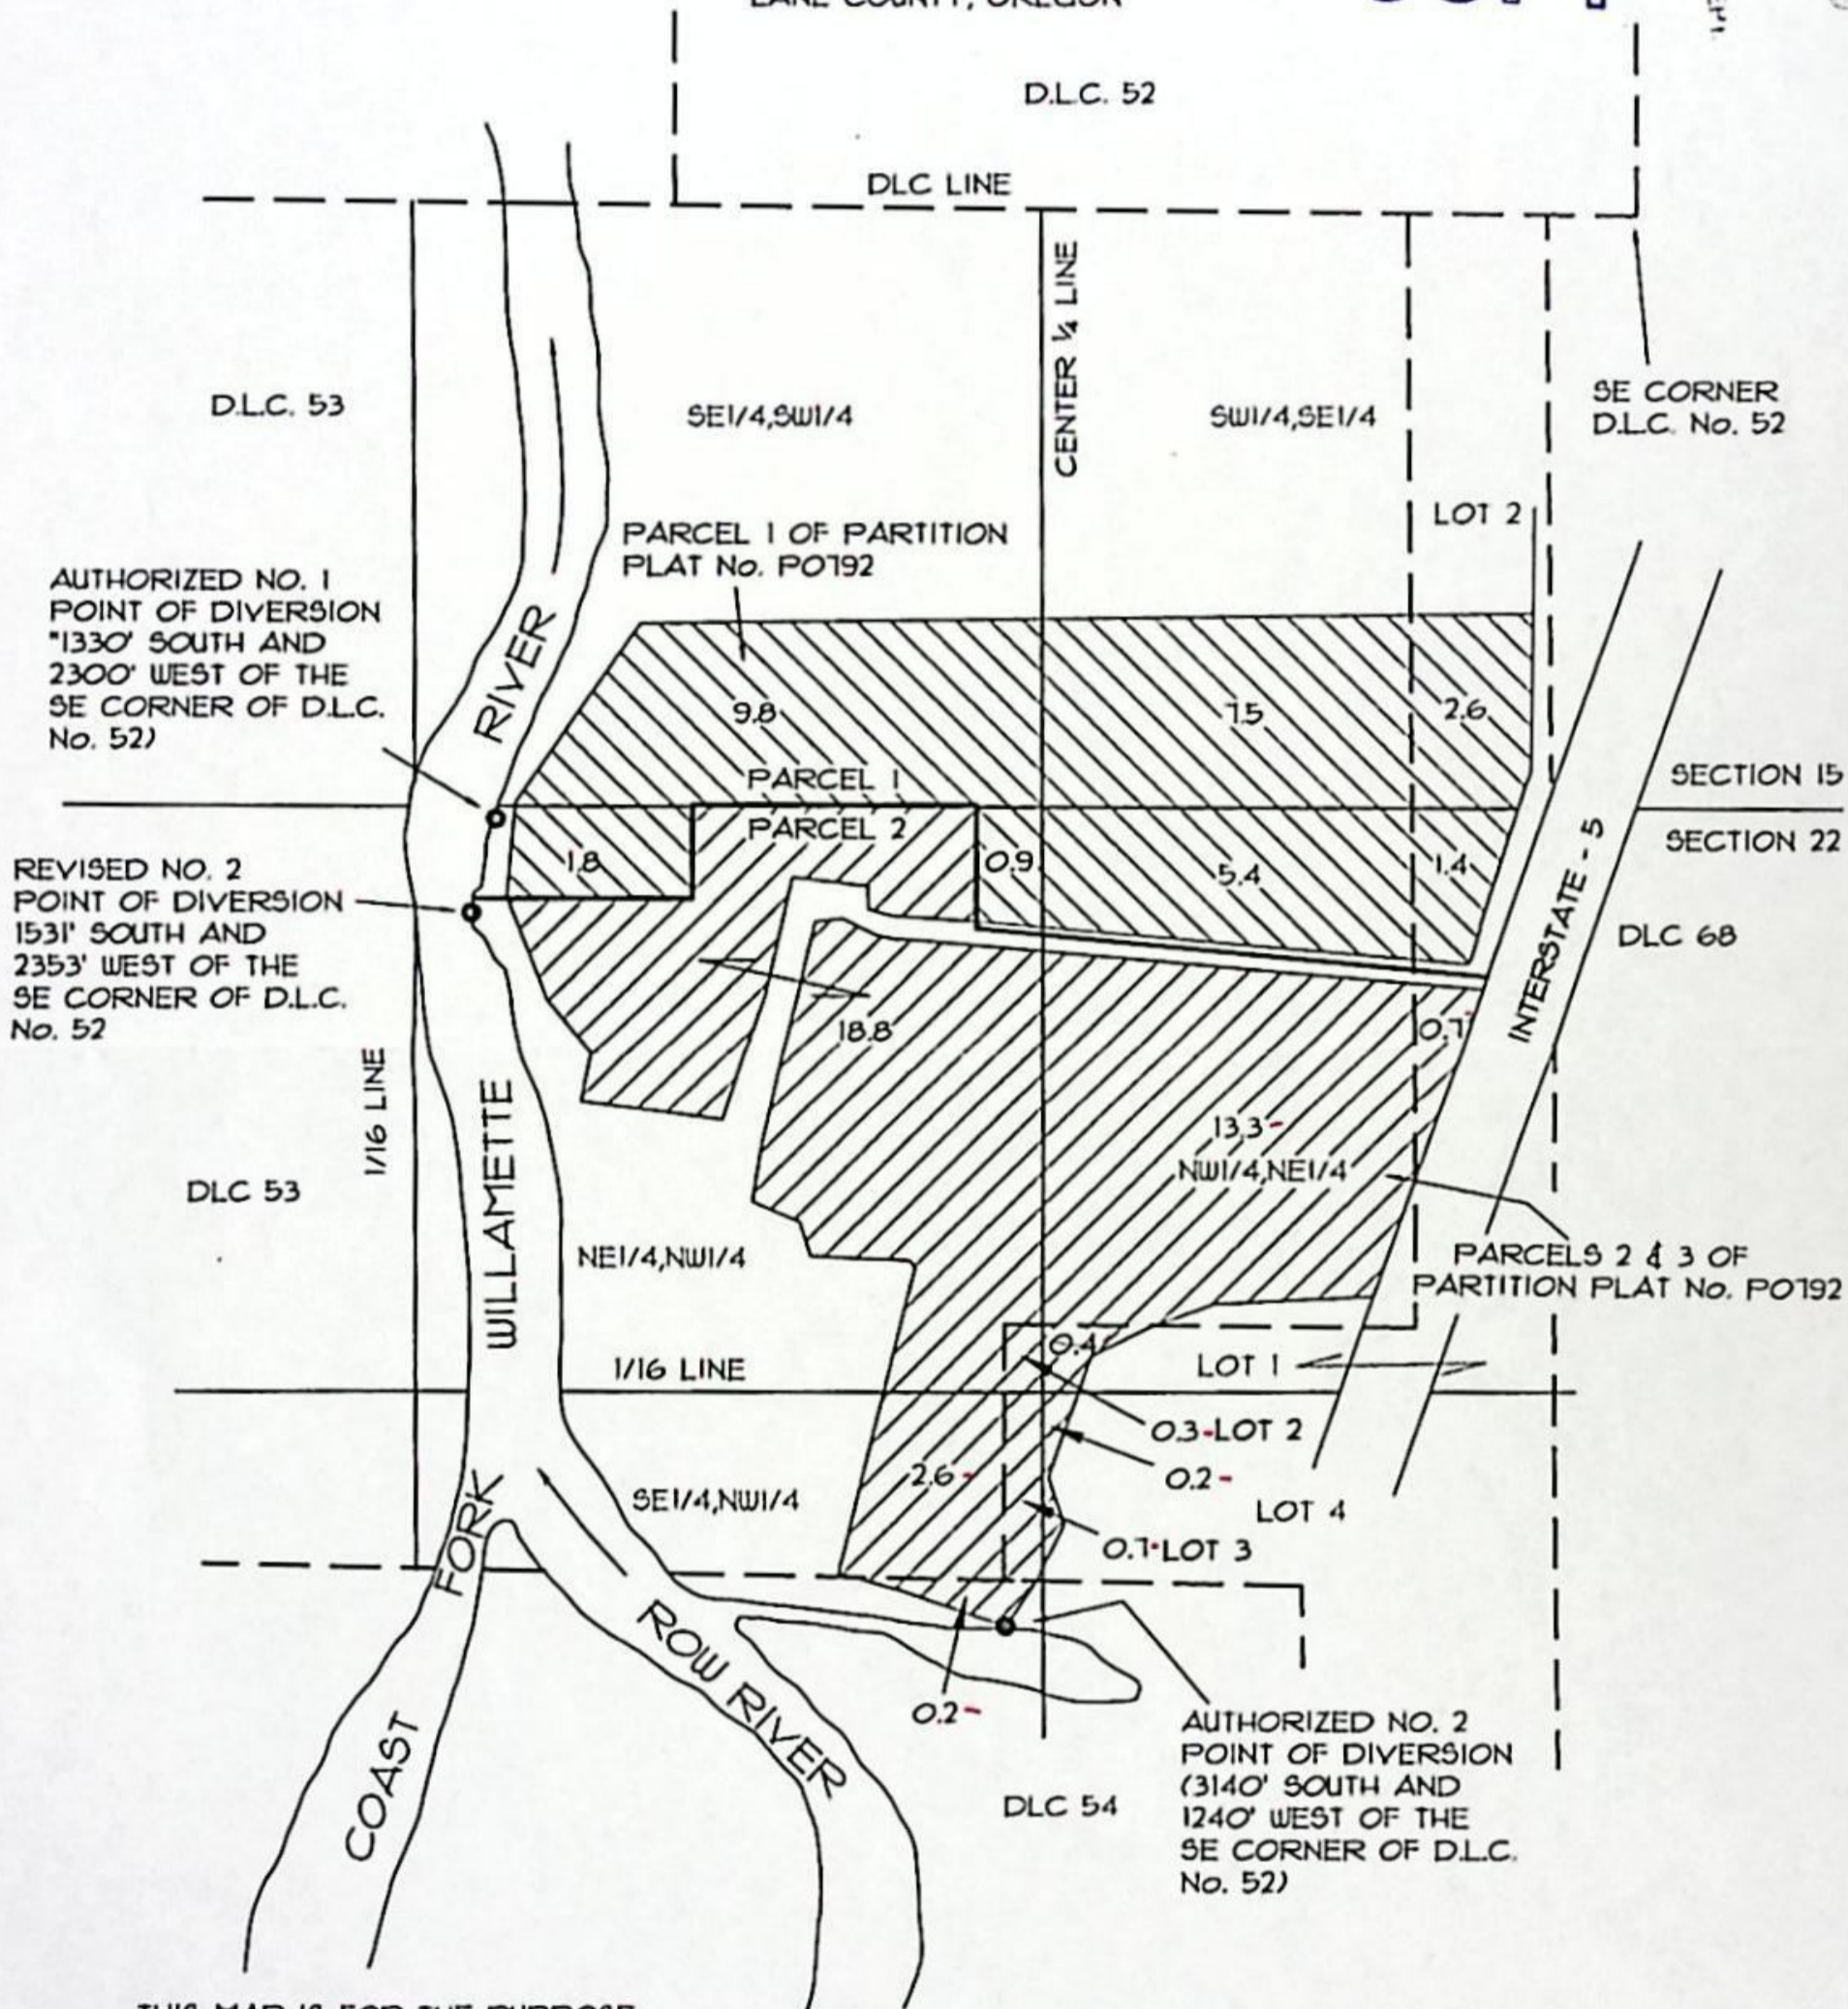 LANE COUNTY, OREGON
D.L.C. 52
DLC LINE
CENTER 1/4 LINE
D.L.C. 53
SE1/4,SW1/4
SW1/4,SE1/4
SE CORNER
D.L.C. No. 52
LOT 2
PARCEL 1 OF PARTITION
PLAT No. P0792
AUTHORIZED NO. 1
POINT OF DIVERSION
"1330' SOUTH AND
2300' WEST OF THE
SE CORNER OF D.L.C.
No. 52)
RIVER
9.8
7.5
2.6
PARCEL 1
SECTION 15
PARCEL 2
SECTION 22
REVISED NO. 2
POINT OF DIVERSION
1531' SOUTH AND
2353' WEST OF THE
SE CORNER OF D.L.C.
No. 52
1.8
0.9
5.4
1.4
INTERSTATE - 5
DLC 68
18.8
0.7
1/16 LINE
WILLAMETTE
13.3
NW1/4,NE1/4
DLC 53
NE1/4,NW1/4
PARCELS 2 & 3 OF
PARTITION PLAT No. P0792
0.4
1/16 LINE
LOT 1
0.3-LOT 2
0.2
2.6
SE1/4,NW1/4
LOT 4
0.7-LOT 3
FORK
ROW RIVER
0.2
COAST
DLC 54
AUTHORIZED NO. 2
POINT OF DIVERSION
(3140' SOUTH AND
1240' WEST OF THE
SE CORNER OF D.L.C.
No. 52)
THIS MAP IS FOR THE PURPOSE